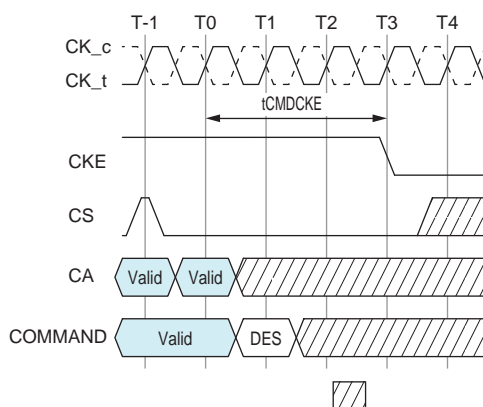 T-1 T0 T1 T2 T3 T4
CK_c
CK_t
tCMDCKE
CKE
CS
CA Valid Valid
COMMAND Valid DES